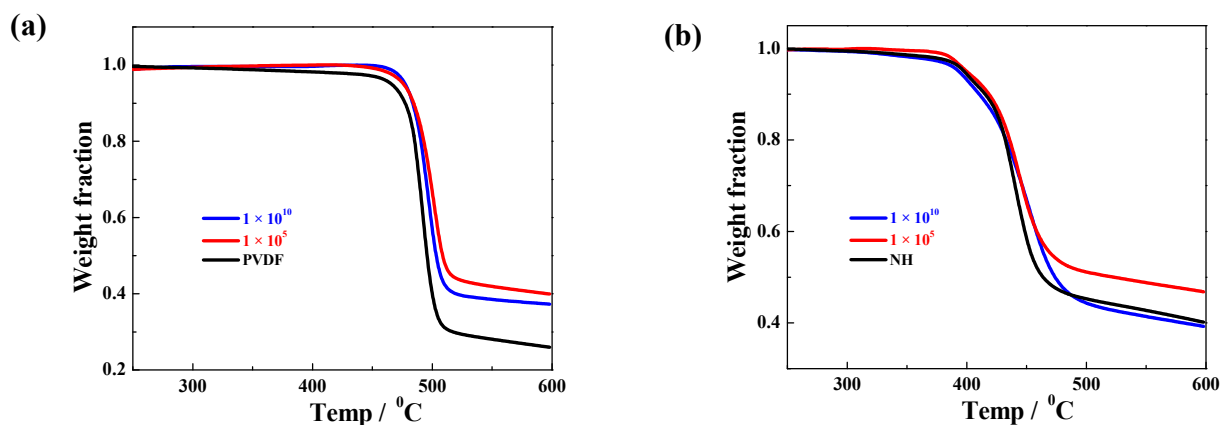 (a)
Weight fraction
1.0
0.8
0.6
0.4
0.2
1 × 10¹⁰
1 × 10⁵
PVDF
300
400
500
600
Temp / ⁰C
(b)
Weight fraction
1.0
0.8
0.6
0.4
1 × 10¹⁰
1 × 10⁵
NH
300
400
500
600
Temp / ⁰C